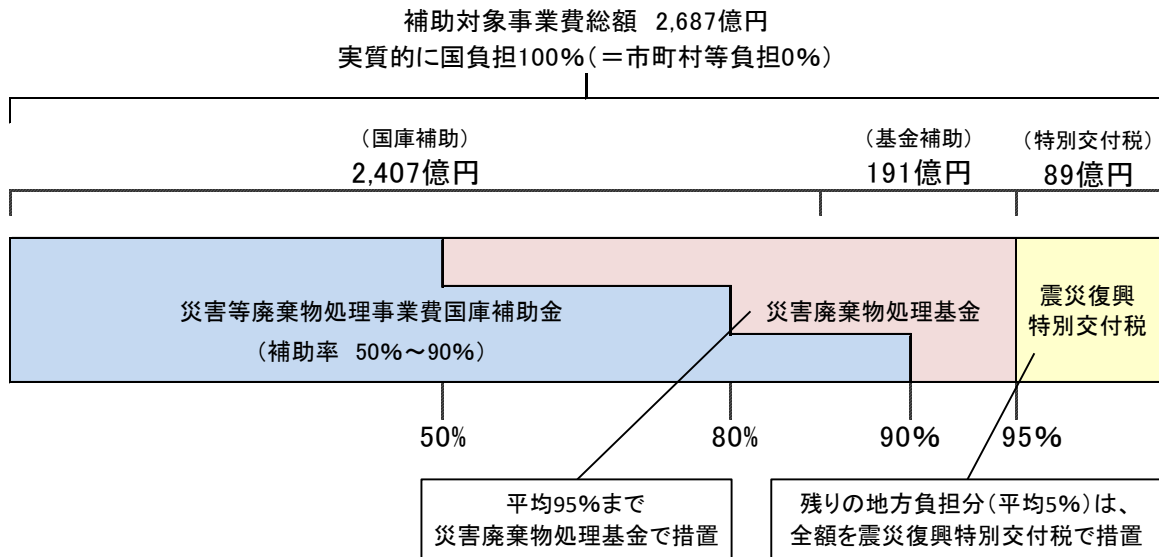 補助対象事業費総額 2,687億円
実質的に国負担100%(＝市町村等負担0%)
(国庫補助)
2,407億円
(基金補助)
191億円
(特別交付税)
89億円
災害等廃棄物処理事業費国庫補助金
(補助率 50%～90%)
災害廃棄物処理基金
震災復興
特別交付税
50%
80%
90%
95%
平均95%まで
災害廃棄物処理基金で措置
残りの地方負担分(平均5%)は、
全額を震災復興特別交付税で措置